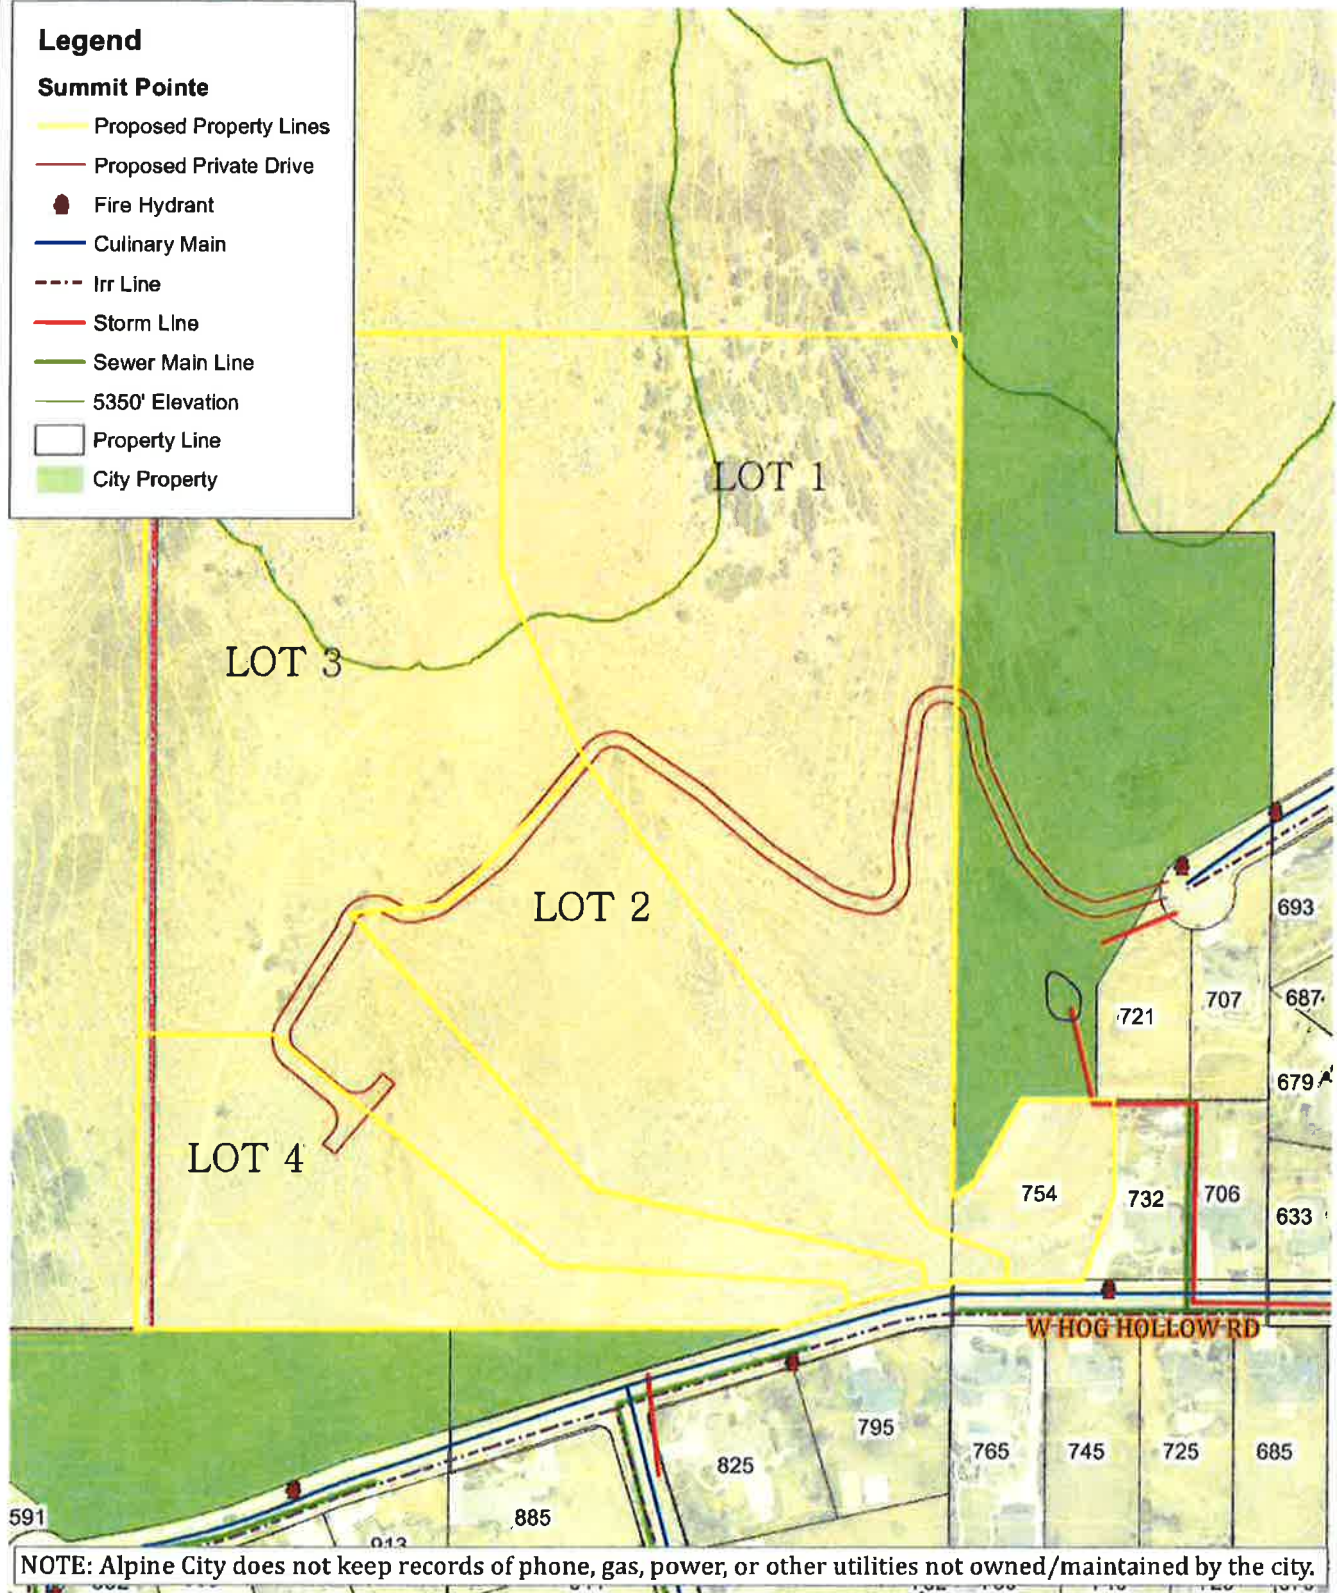 Legend
Summit Pointe
Proposed Property Lines
Proposed Private Drive
Fire Hydrant
Culinary Main
Irr Line
Storm Line
Sewer Main Line
5350' Elevation
Property Line
City Property
LOT 1
LOT 3
LOT 2
693
707
687
721
679
LOT 4
754
732
706
633
W HOG HOLLOW RD
795
765
745
725
685
825
591
885
913
NOTE: Alpine City does not keep records of phone, gas, power, or other utilities not owned/maintained by the city.